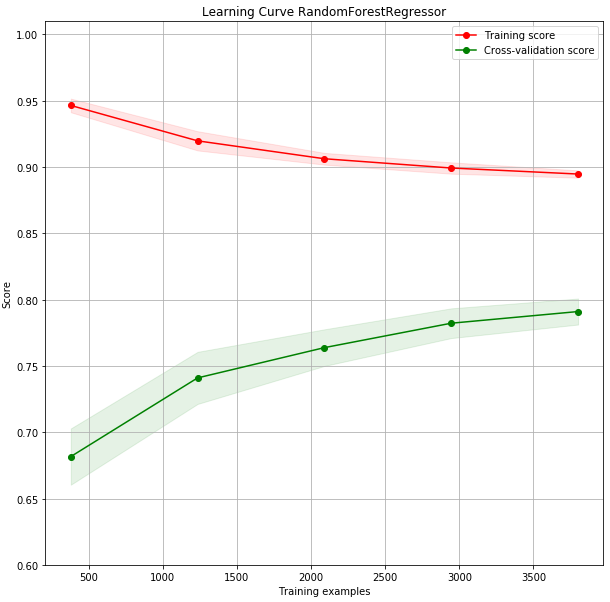 Learning Curve RandomForestRegressor
Training score
Cross-validation score
1.00
0.95
0.90
0.85
0.80
0.75
0.70
0.65
0.60
Score
500 1000 1500 2000 2500 3000 3500
Training examples